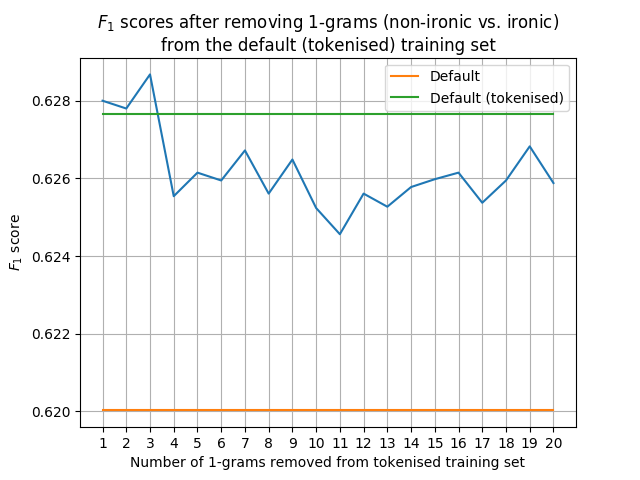 F₁ scores after removing 1-grams (non-ironic vs. ironic)
from the default (tokenised) training set
Default
Default (tokenised)
0.628
0.626
0.624
0.622
0.620
F₁ score
1 2 3 4 5 6 7 8 9 10 11 12 13 14 15 16 17 18 19 20
Number of 1-grams removed from tokenised training set